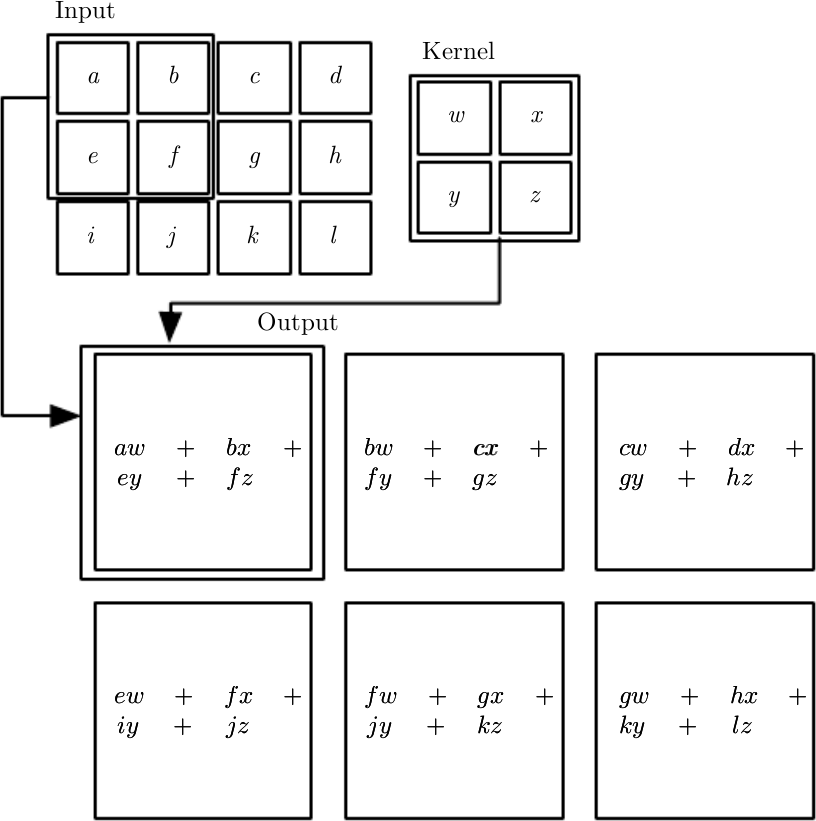 Input
Kernel
a b c d
w x
e f g h
y z
i j k l
Output
aw + bx +
ey + fz
bw + cx +
fy + gz
cw + dx +
gy + hz
ew + fx +
iy + jz
fw + gx +
jy + kz
gw + hx +
ky + lz